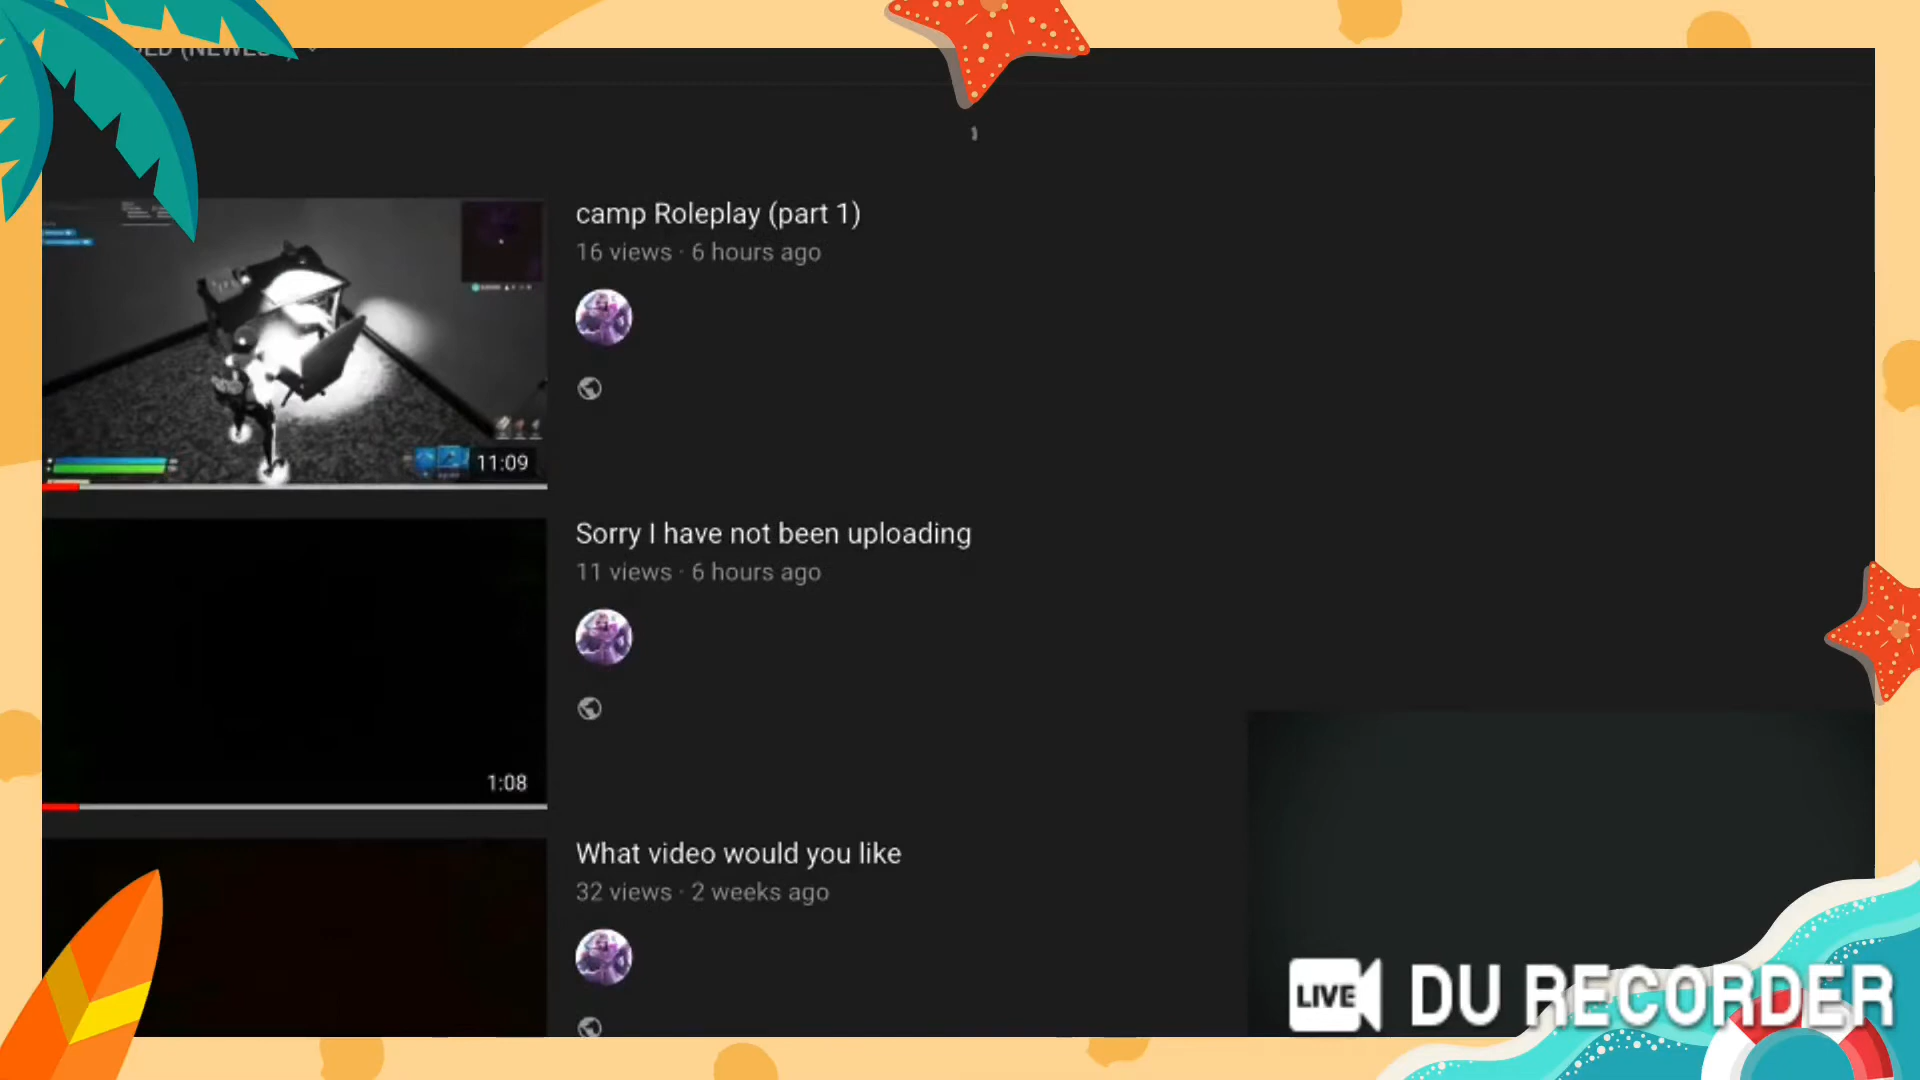 camp Roleplay (part 1)
16 views · 6 hours ago
11:09
Sorry I have not been uploading
11 views · 6 hours ago
1:08
What video would you like
32 views · 2 weeks ago
LIVE DU RECORDER